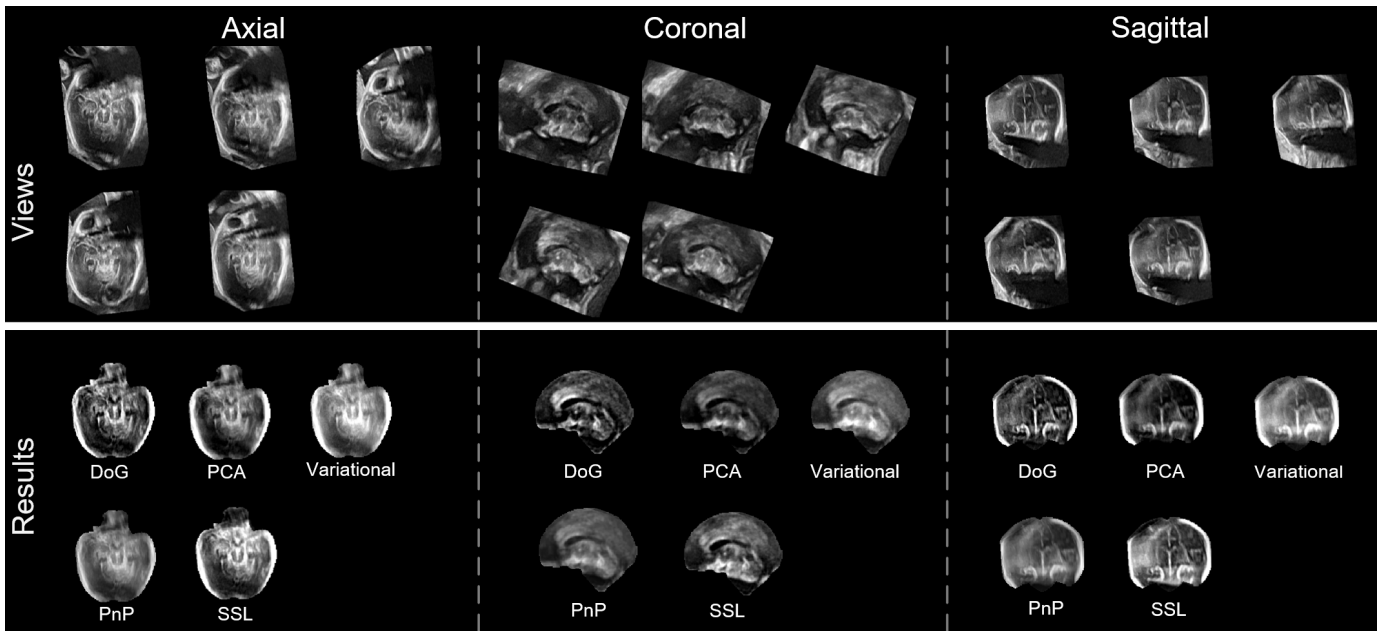 Axial
Coronal
Sagittal
Views
Results
DoG
PCA
Variational
DoG
PCA
Variational
DoG
PCA
Variational
PnP
SSL
PnP
SSL
PnP
SSL